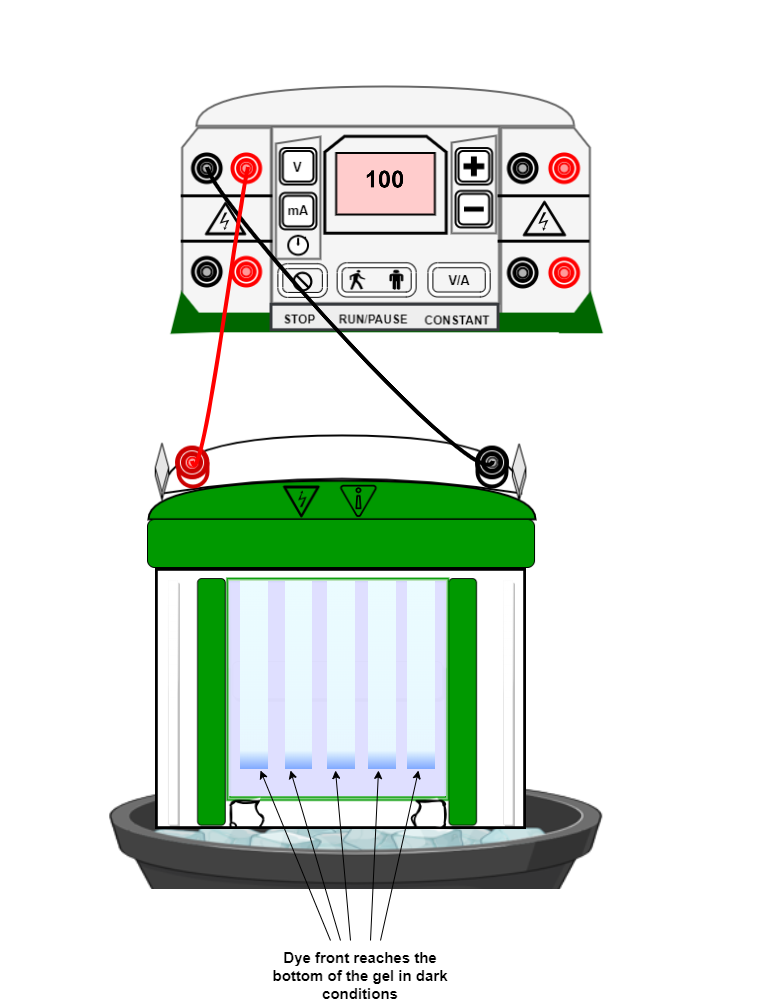 V
100
mA
V/A
STOP
RUN/PAUSE
CONSTANT
Dye front reaches the
bottom of the gel in dark
conditions